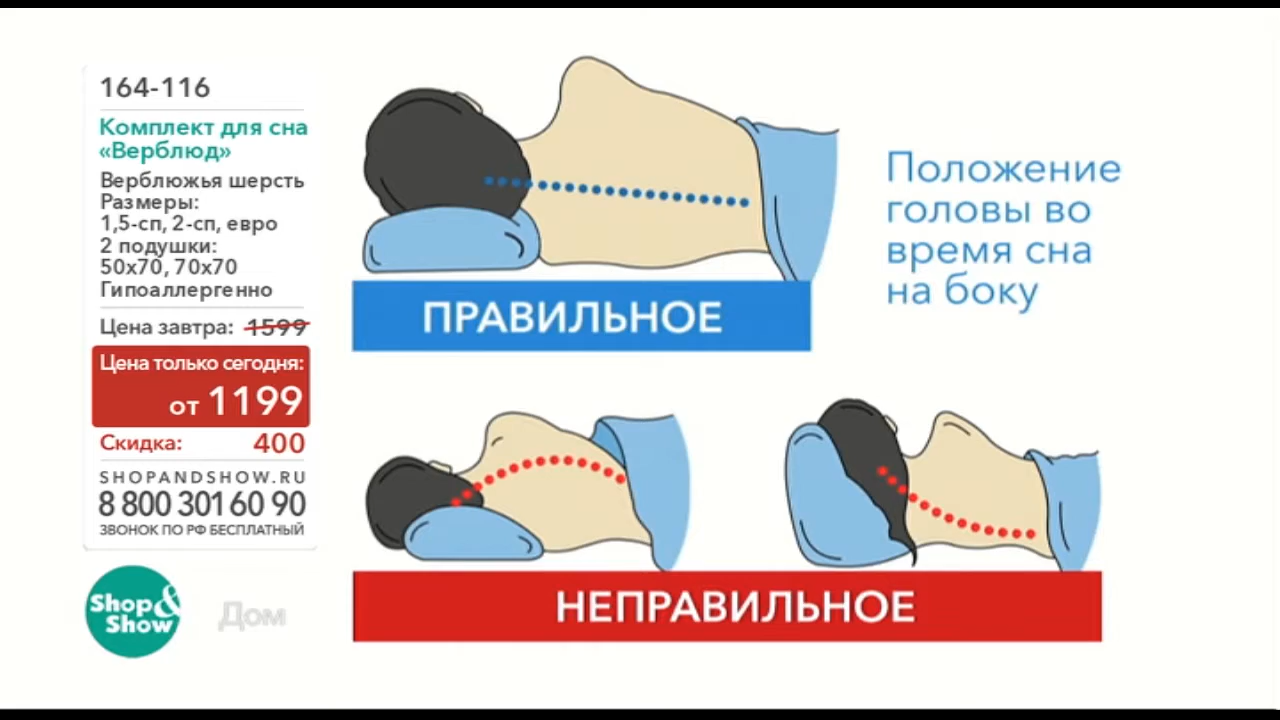 164-116
Комплект для сна
«Верблюд»
Верблюжья шерсть
Размеры:
1,5-сп, 2-сп, евро
2 подушки:
50х70, 70х70
Гипоаллергенно
Цена завтра: 1599
Цена только сегодня:
от 1199
Скидка: 400
SHOPANDSHOW.RU
8 800 301 60 90
ЗВОНОК ПО РФ БЕСПЛАТНЫЙ
Shop&
Show
Дом
Положение
головы во
время сна
на боку
ПРАВИЛЬНОЕ
НЕПРАВИЛЬНОЕ